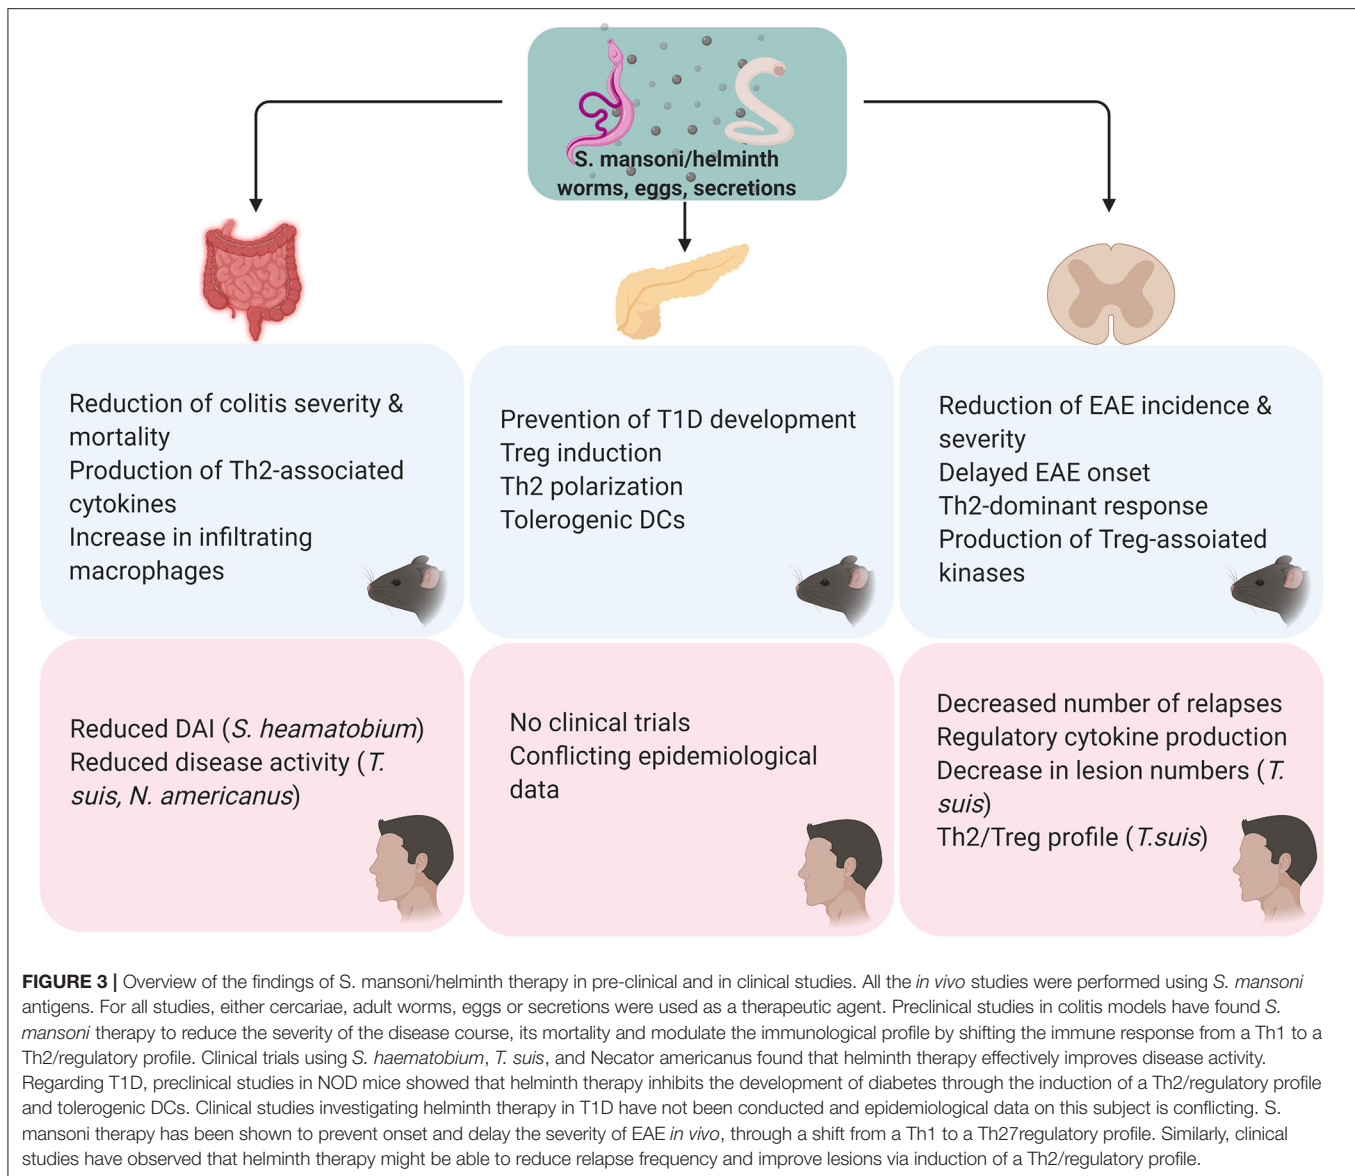 S. mansoni/helminth
worms, eggs, secretions
Reduction of colitis severity &
mortality
Production of Th2-associated
cytokines
Increase in infiltrating
macrophages
Prevention of T1D development
Treg induction
Th2 polarization
Tolerogenic DCs
Reduction of EAE incidence &
severity
Delayed EAE onset
Th2-dominant response
Production of Treg-assoiated
kinases
Reduced DAI (S. heamatobium)
Reduced disease activity (T.
suis, N. americanus)
No clinical trials
Conflicting epidemiological
data
Decreased number of relapses
Regulatory cytokine production
Decrease in lesion numbers (T.
suis)
Th2/Treg profile (T.suis)
FIGURE 3 | Overview of the findings of S. mansoni/helminth therapy in pre-clinical and in clinical studies. All the in vivo studies were performed using S. mansoni
antigens. For all studies, either cercariae, adult worms, eggs or secretions were used as a therapeutic agent. Preclinical studies in colitis models have found S.
mansoni therapy to reduce the severity of the disease course, its mortality and modulate the immunological profile by shifting the immune response from a Th1 to a
Th2/regulatory profile. Clinical trials using S. haematobium, T. suis, and Necator americanus found that helminth therapy effectively improves disease activity.
Regarding T1D, preclinical studies in NOD mice showed that helminth therapy inhibits the development of diabetes through the induction of a Th2/regulatory profile
and tolerogenic DCs. Clinical studies investigating helminth therapy in T1D have not been conducted and epidemiological data on this subject is conflicting. S.
mansoni therapy has been shown to prevent onset and delay the severity of EAE in vivo, through a shift from a Th1 to a Th27regulatory profile. Similarly, clinical
studies have observed that helminth therapy might be able to reduce relapse frequency and improve lesions via induction of a Th2/regulatory profile.